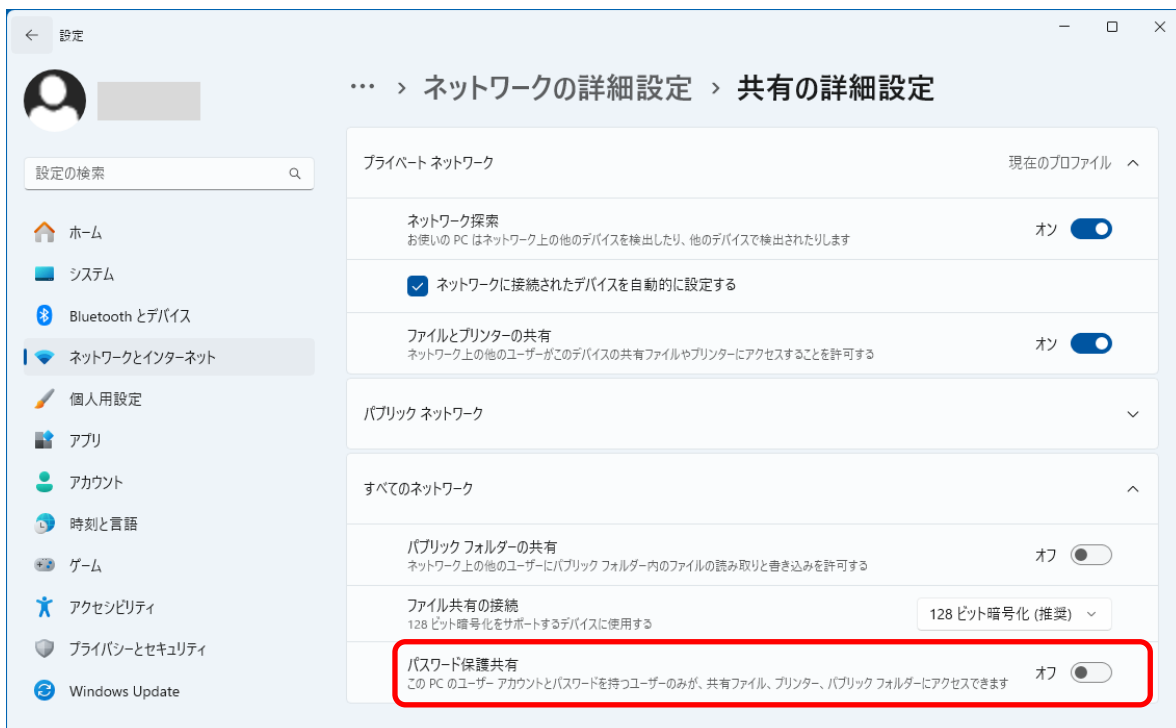 設定
… > ネットワークの詳細設定 > 共有の詳細設定
設定の検索
ホーム
システム
Bluetooth とデバイス
ネットワークとインターネット
個人用設定
アプリ
アカウント
時刻と言語
ゲーム
アクセシビリティ
プライバシーとセキュリティ
Windows Update
プライベート ネットワーク 現在のプロファイル
ネットワーク探索
お使いの PC はネットワーク上の他のデバイスを検出したり、他のデバイスで検出されたりします
オン
ネットワークに接続されたデバイスを自動的に設定する
ファイルとプリンターの共有
ネットワーク上の他のユーザーがこのデバイスの共有ファイルやプリンターにアクセスすることを許可する
オン
パブリック ネットワーク
すべてのネットワーク
パブリック フォルダーの共有
ネットワーク上の他のユーザーにパブリック フォルダー内のファイルの読み取りと書き込みを許可する
オフ
ファイル共有の接続
128 ビット暗号化をサポートするデバイスに使用する
128 ビット暗号化 (推奨)
パスワード保護共有
この PC のユーザー アカウントとパスワードを持つユーザーのみが、共有ファイル、プリンター、パブリック フォルダーにアクセスできます
オフ